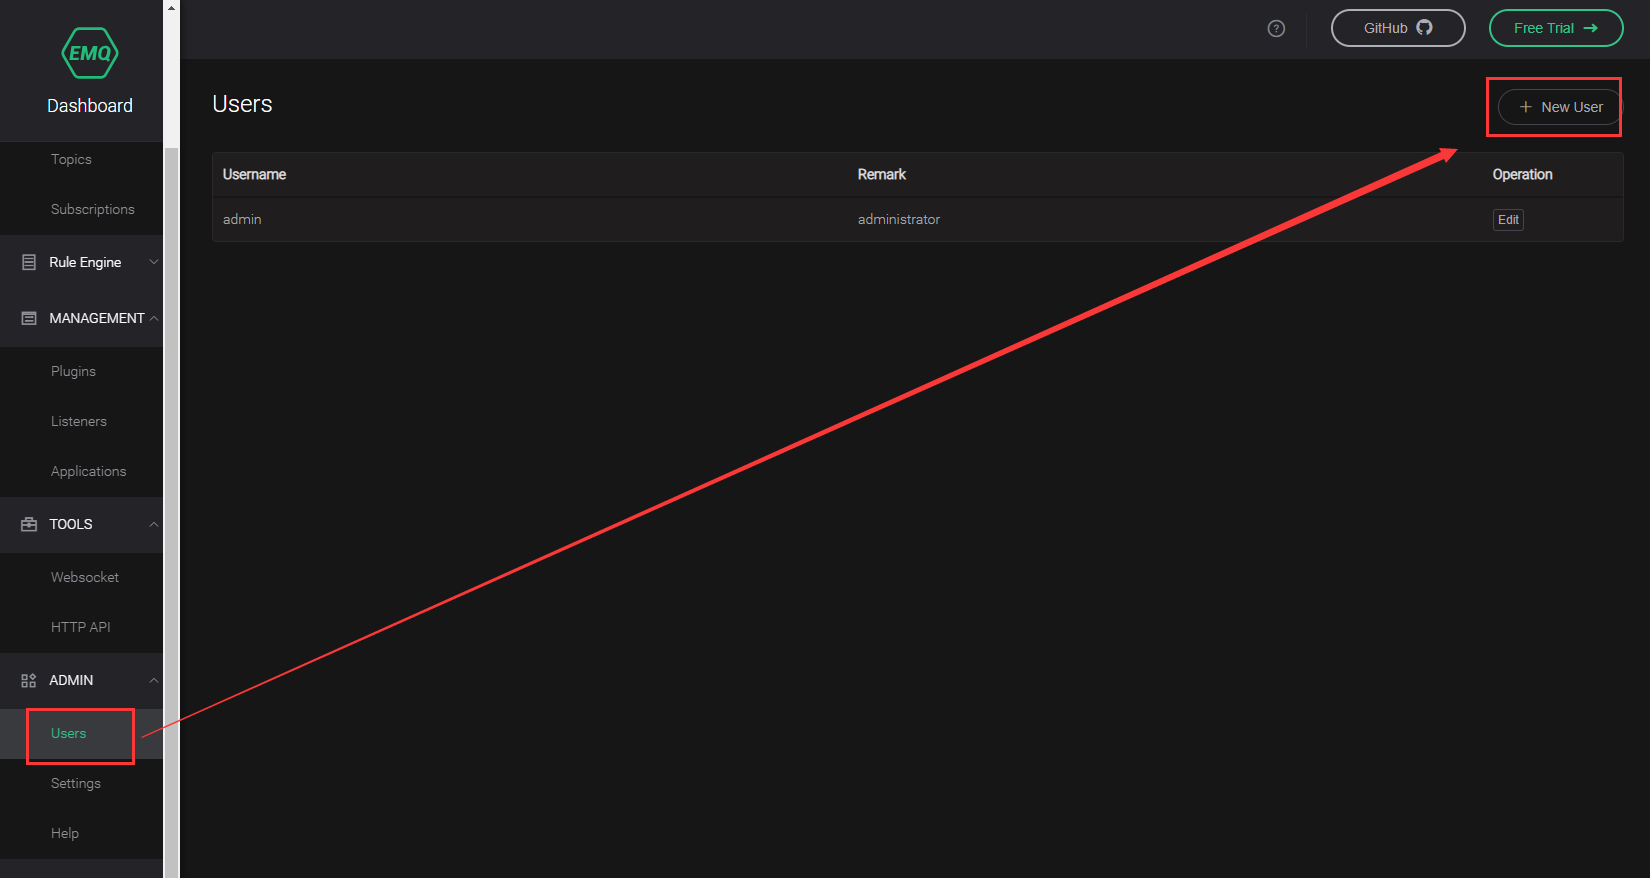 EMQ
Dashboard
Topics
Subscriptions
Rule Engine
MANAGEMENT
Plugins
Listeners
Applications
TOOLS
Websocket
HTTP API
ADMIN
Users
Settings
Help
? GitHub Free Trial →
Users
+ New User
Username Remark Operation
admin administrator Edit